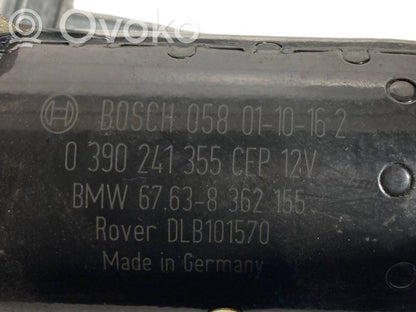 OVOKO
BOSCH 058 01-10-16 2
0 390 241 355 CEP 12V
BMW 67.63-8 362 155
Rover DLB101570
Made in Germany